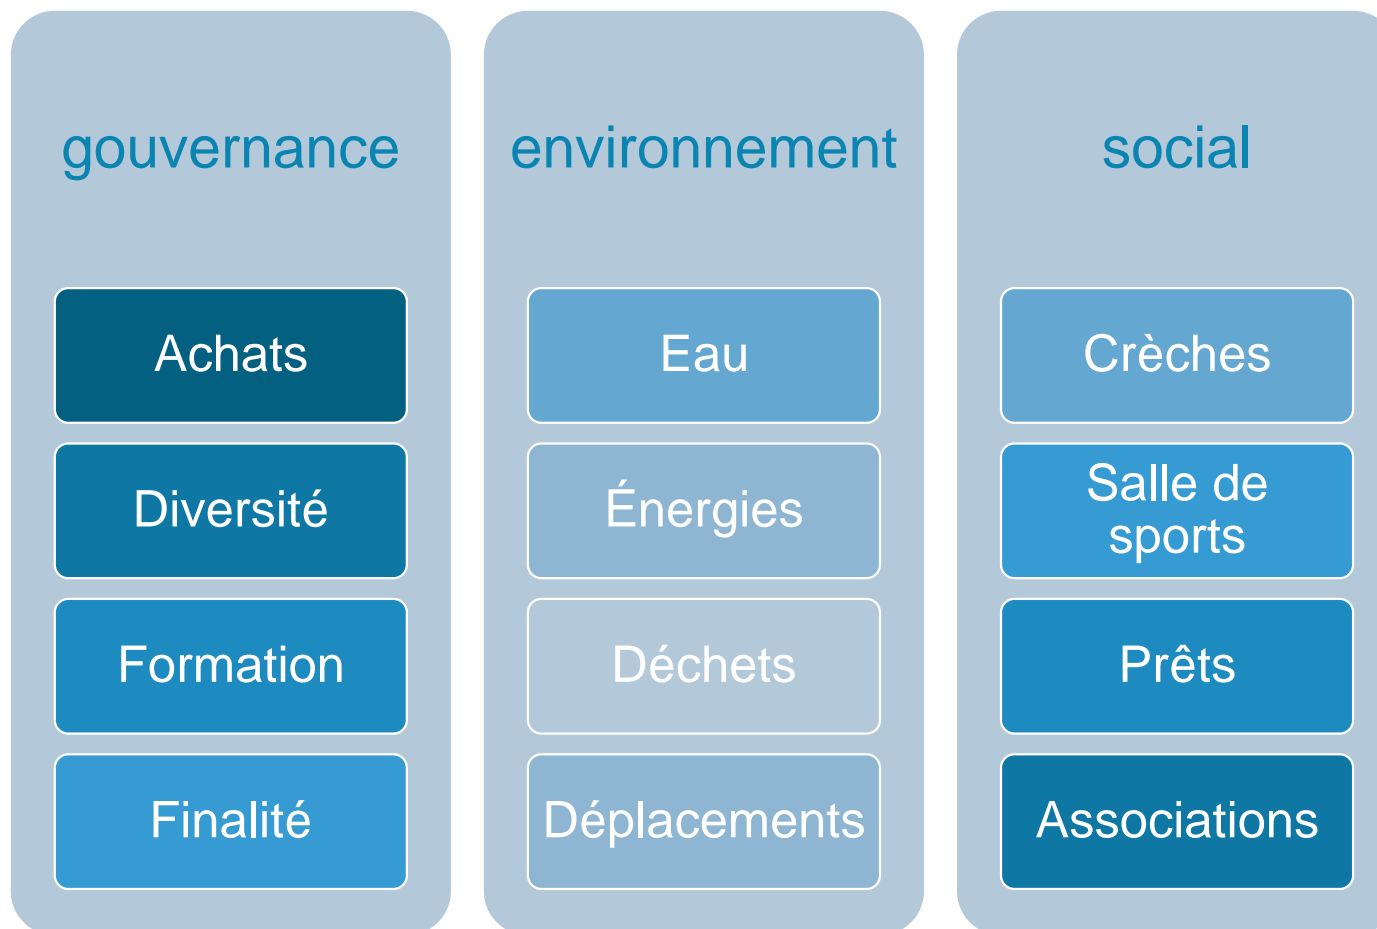 gouvernance
Achats
Diversité
Formation
Finalité
environnement
Eau
Énergies
Déchets
Déplacements
social
Crèches
Salle de
sports
Prêts
Associations